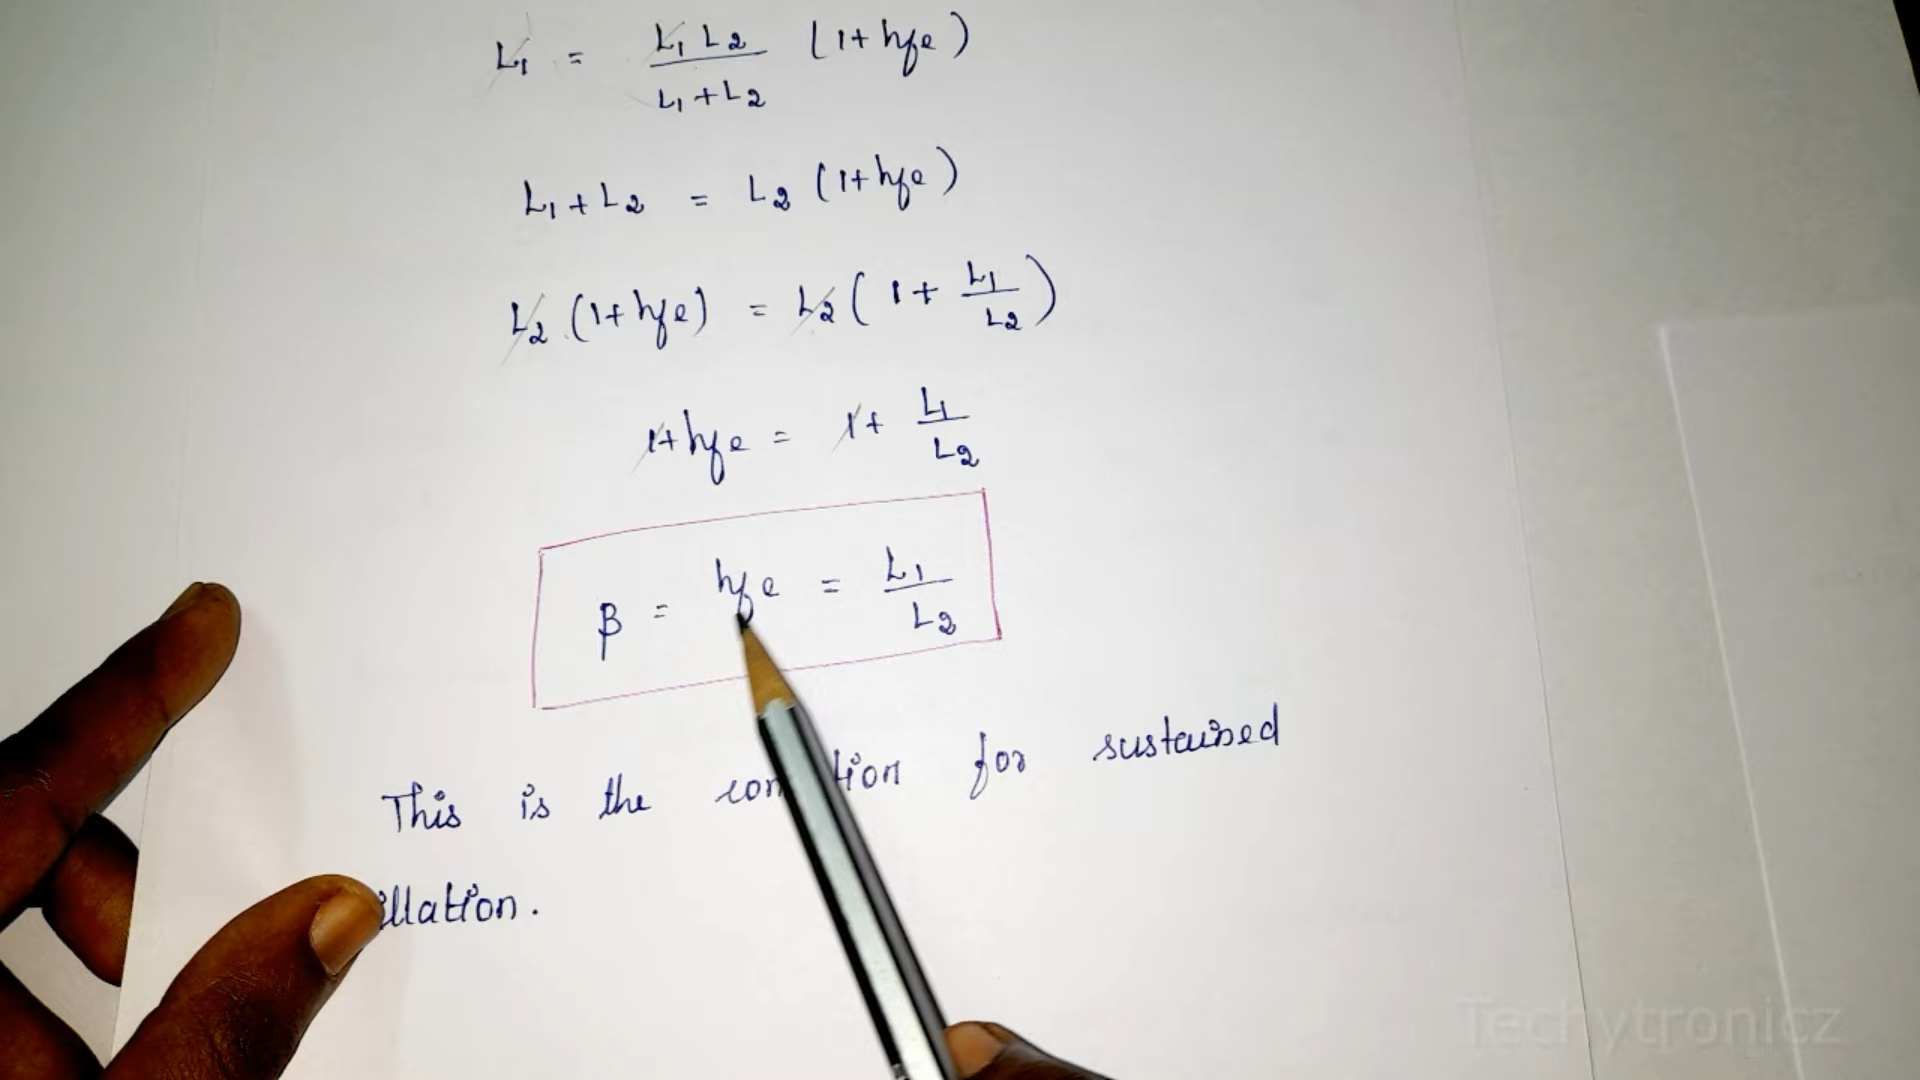 L1 = L1 L2 / L1 + L2 (1 + hfe)
L1 + L2 = L2 (1 + hfe)
L2 (1 + hfe) = L2 (1 + L1 / L2)
1 + hfe = 1 + L1 / L2
β = hfe = L1 / L2
This is the for sustained
illation.
Techytronicz